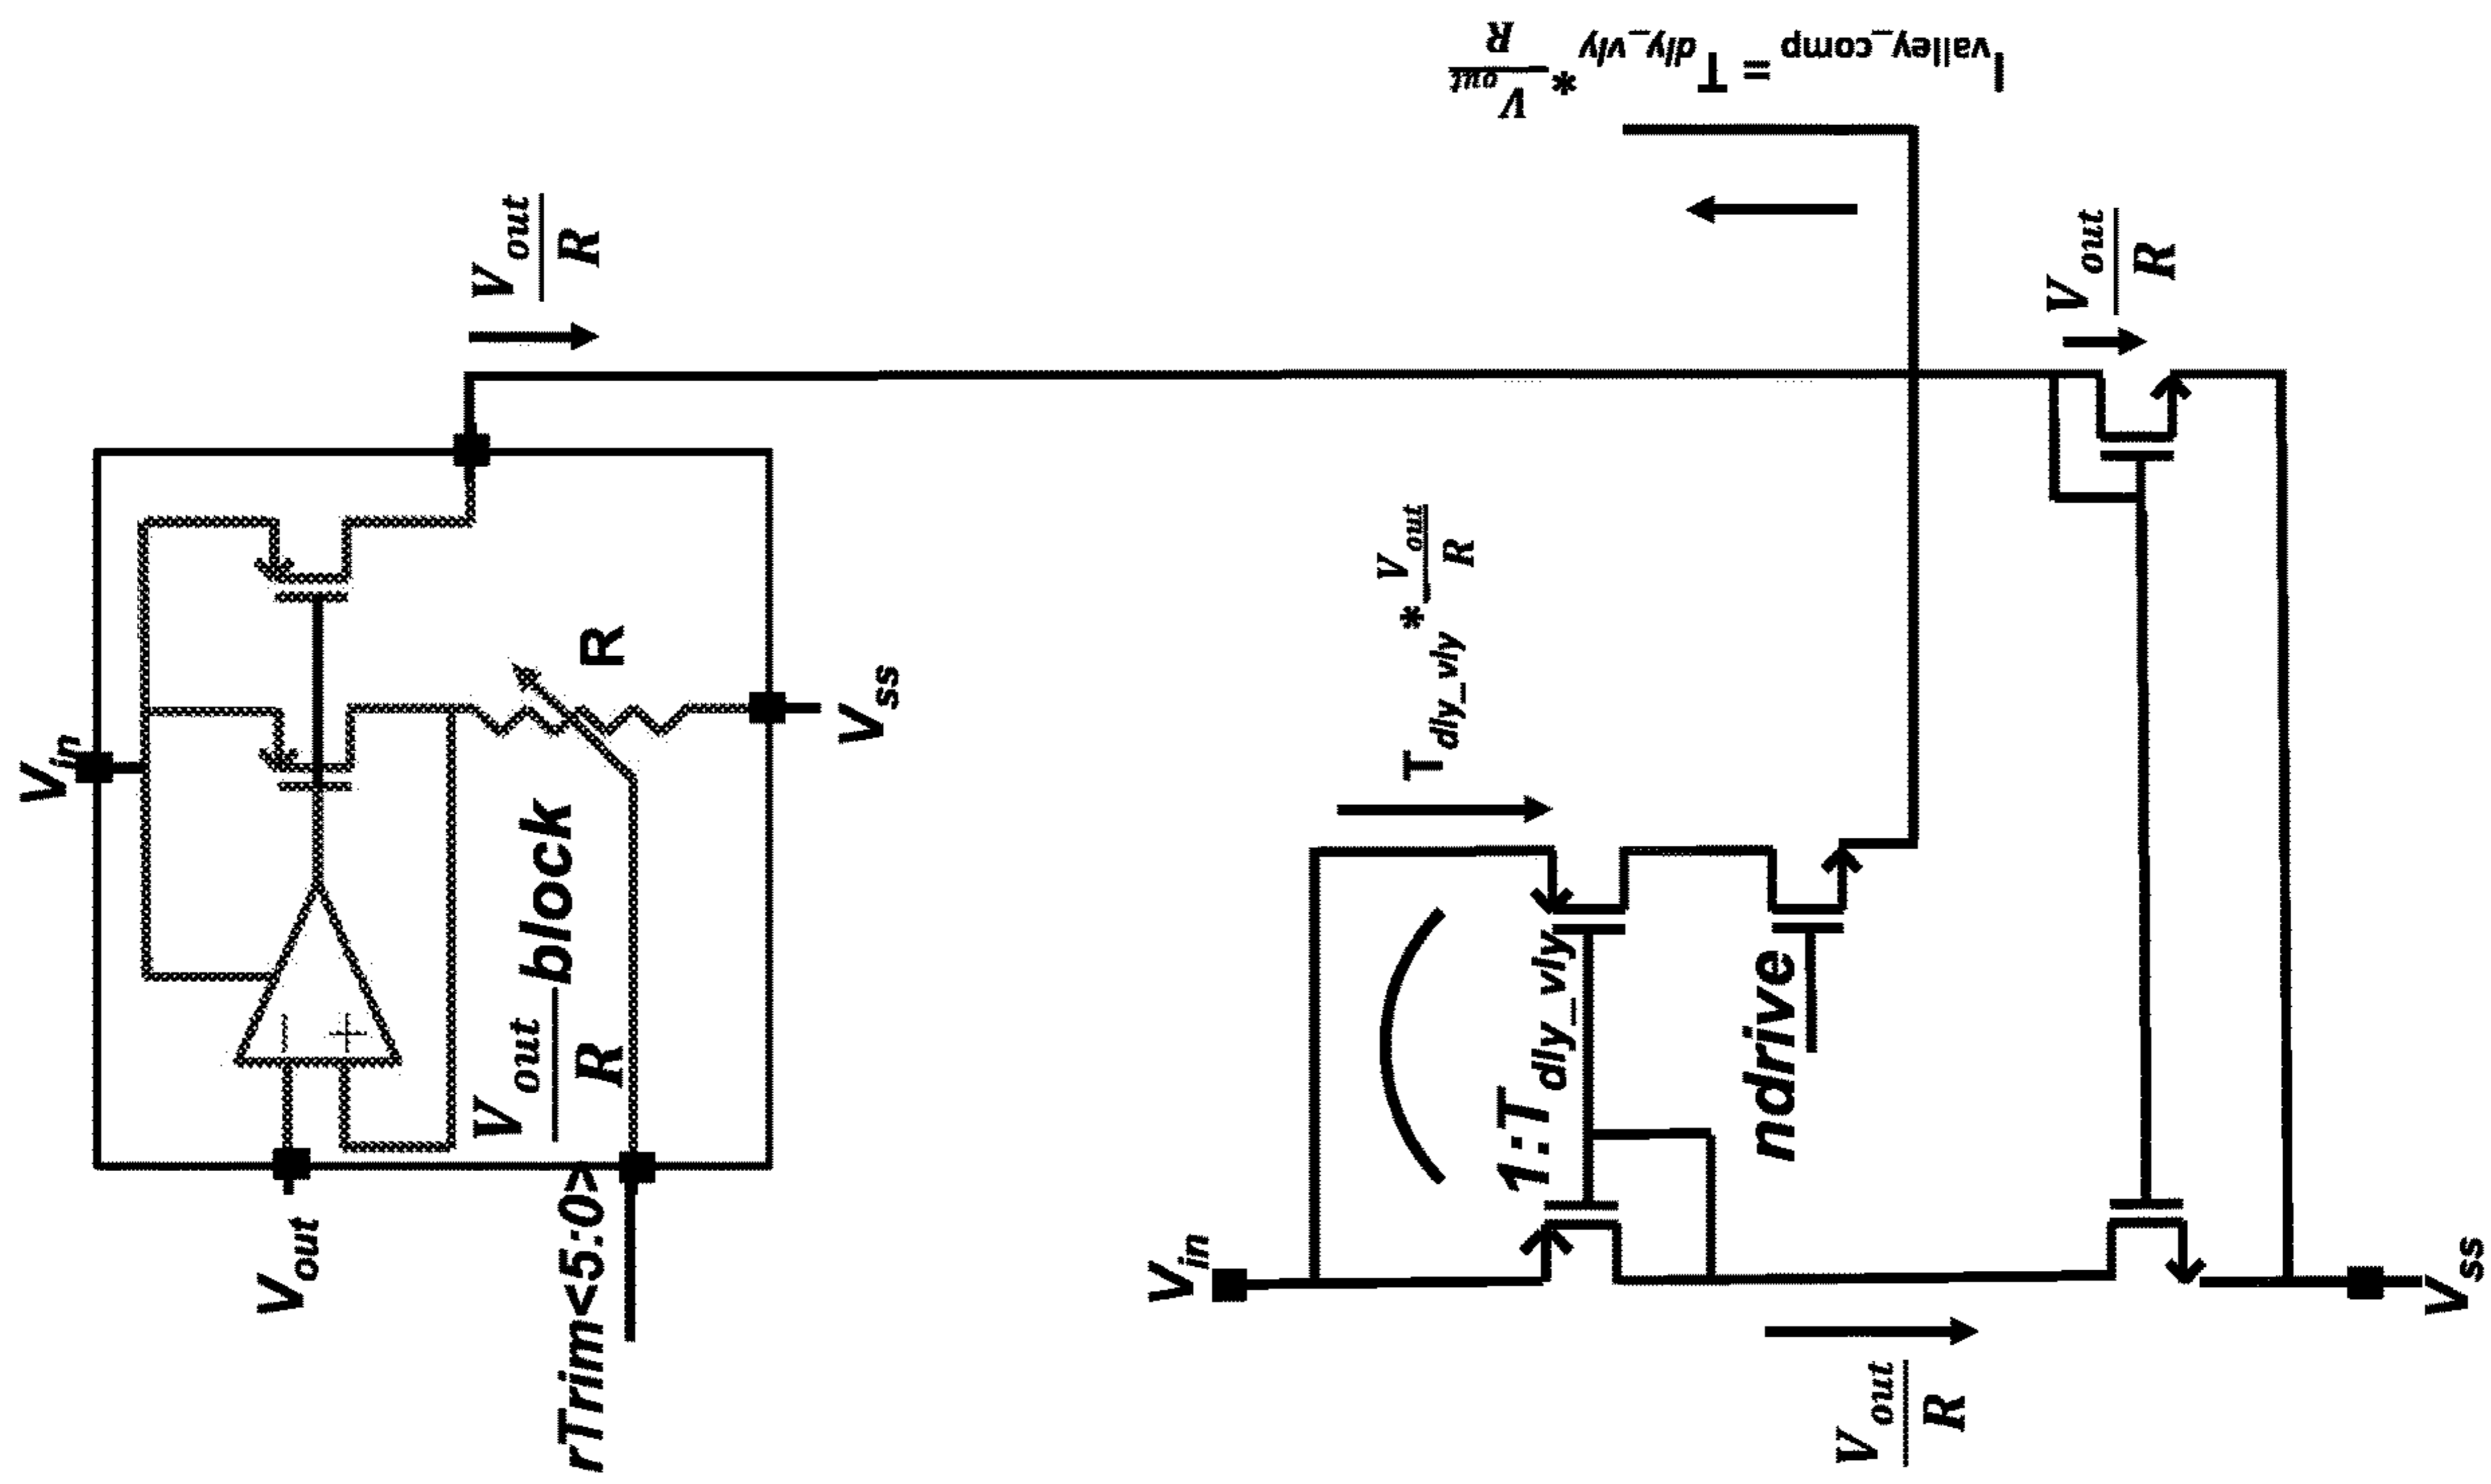 V_in
V_out
R
V_out
R
R
V_out
R
block
V_ss
V_out
rTrim<5:0>
I_valley_comp = T_dly_vly * V_out
R
T_dly_vly * V_out
R
V_out
R
1:T_dly_vly
ndrive
V_in
V_out
R
V_ss